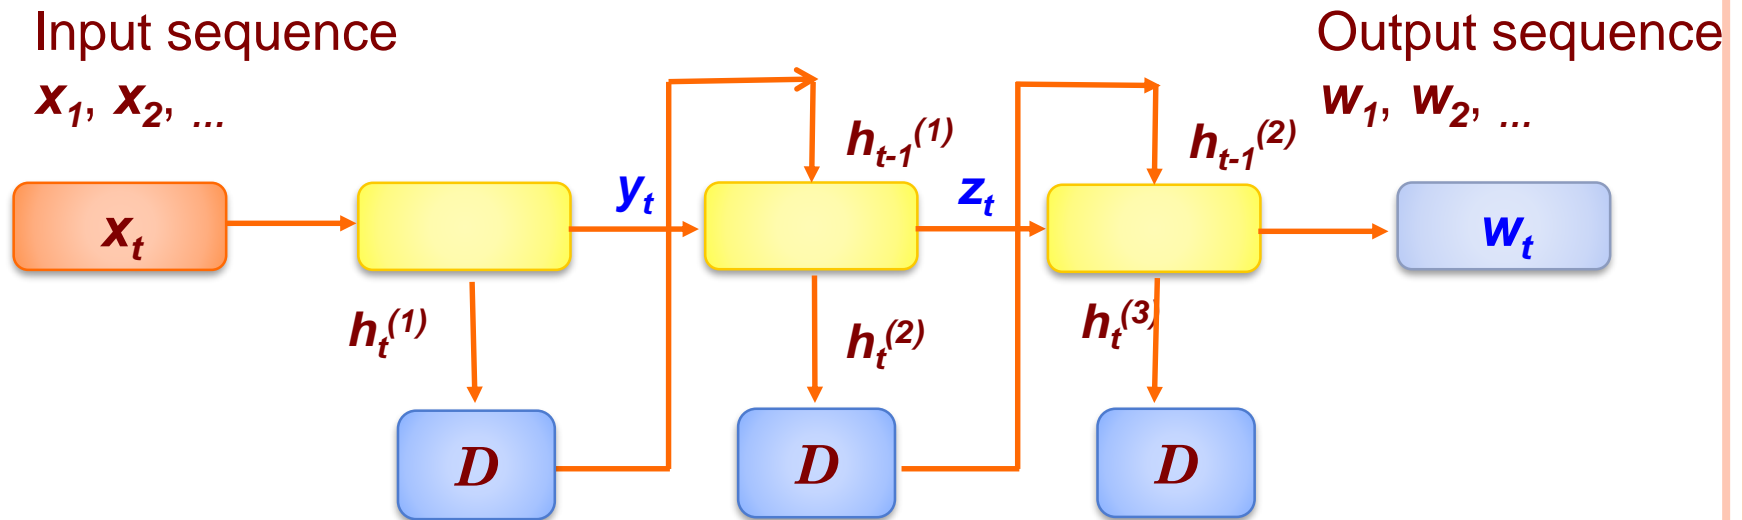 Input sequence
x₁, x₂, ...
Output sequence
w₁, w₂, ...
hₜ₋₁⁽¹⁾
hₜ₋₁⁽²⁾
xₜ
yₜ
zₜ
wₜ
hₜ⁽¹⁾
hₜ⁽²⁾
hₜ⁽³⁾
D
D
D